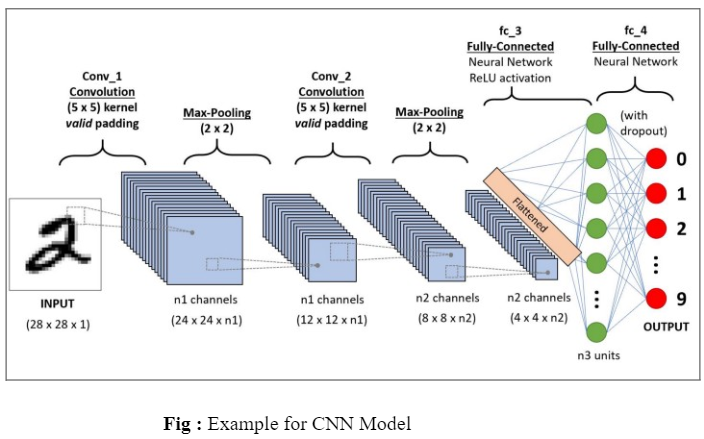 fc_3
Fully-Connected
Neural Network
ReLU activation
fc_4
Fully-Connected
Neural Network
Conv_1
Convolution
(5 x 5) kernel
valid padding
Max-Pooling
(2 x 2)
Conv_2
Convolution
(5 x 5) kernel
valid padding
Max-Pooling
(2 x 2)
(with
dropout)
2
Flattened
0
1
2
9
OUTPUT
INPUT
(28 x 28 x 1)
n1 channels
(24 x 24 x n1)
n1 channels
(12 x 12 x n1)
n2 channels
(8 x 8 x n2)
n2 channels
(4 x 4 x n2)
n3 units
Fig : Example for CNN Model